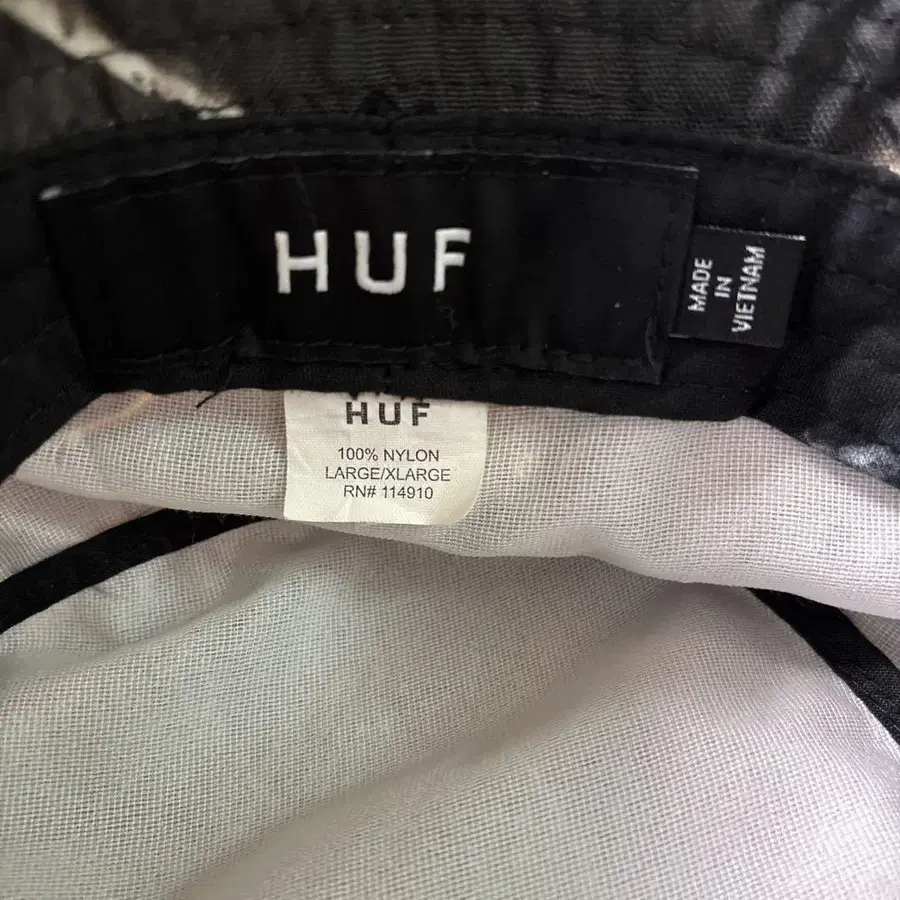 HUF
MADE
IN
VIETNAM
HUF
100% NYLON
LARGE/XLARGE
RN# 114910